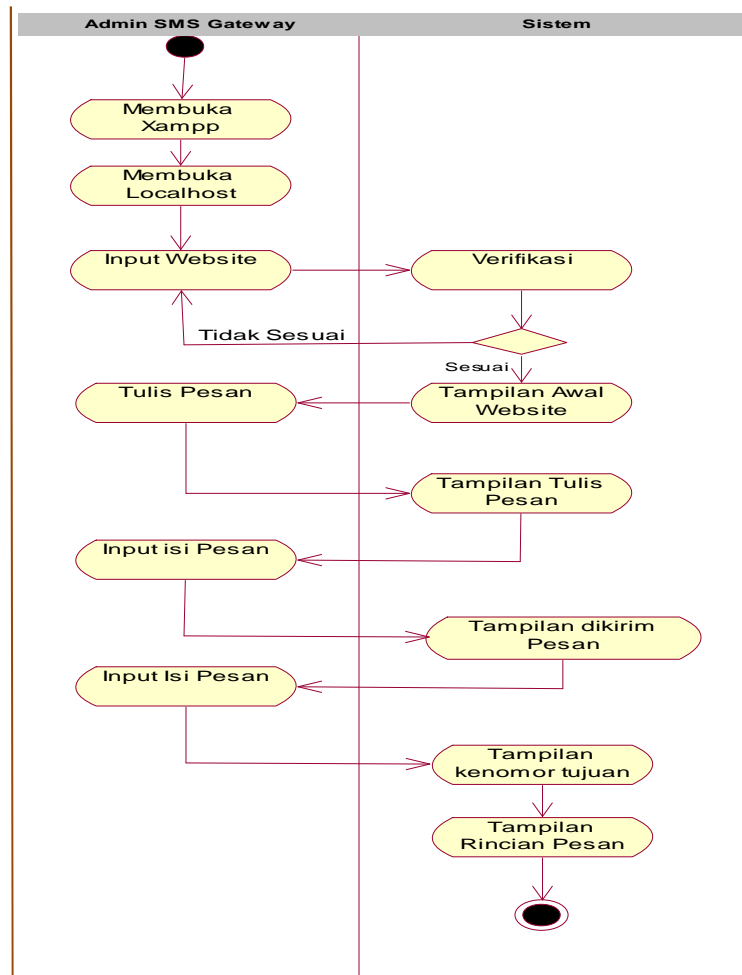 Admin SMS Gateway
Sistem
Membuka
Xampp
Membuka
Localhost
Input Website
Verifikasi
Tidak Sesuai
Sesuai
Tulis Pesan
Tampilan Awal
Website
Tampilan Tulis
Pesan
Input isi Pesan
Tampilan dikirim
Pesan
Input Isi Pesan
Tampilan
kenomor tujuan
Tampilan
Rincian Pesan